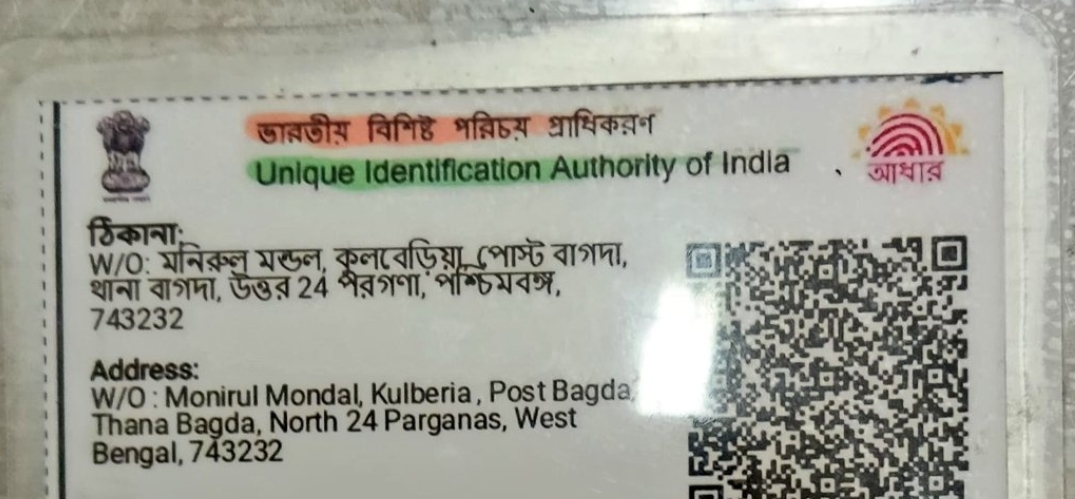 ভারতীয় বিশিষ্ট পরিচয় প্রাধিকরণ
Unique Identification Authority of India
আধার
ঠিকানা:
W/O: মনিরুল মন্ডল, কুলবেড়িয়া, পোস্ট বাগদা,
থানা বাগদা, উত্তর 24 পরগণা, পশ্চিমবঙ্গ,
743232
Address:
W/O : Monirul Mondal, Kulberia, Post Bagda,
Thana Bagda, North 24 Parganas, West
Bengal, 743232